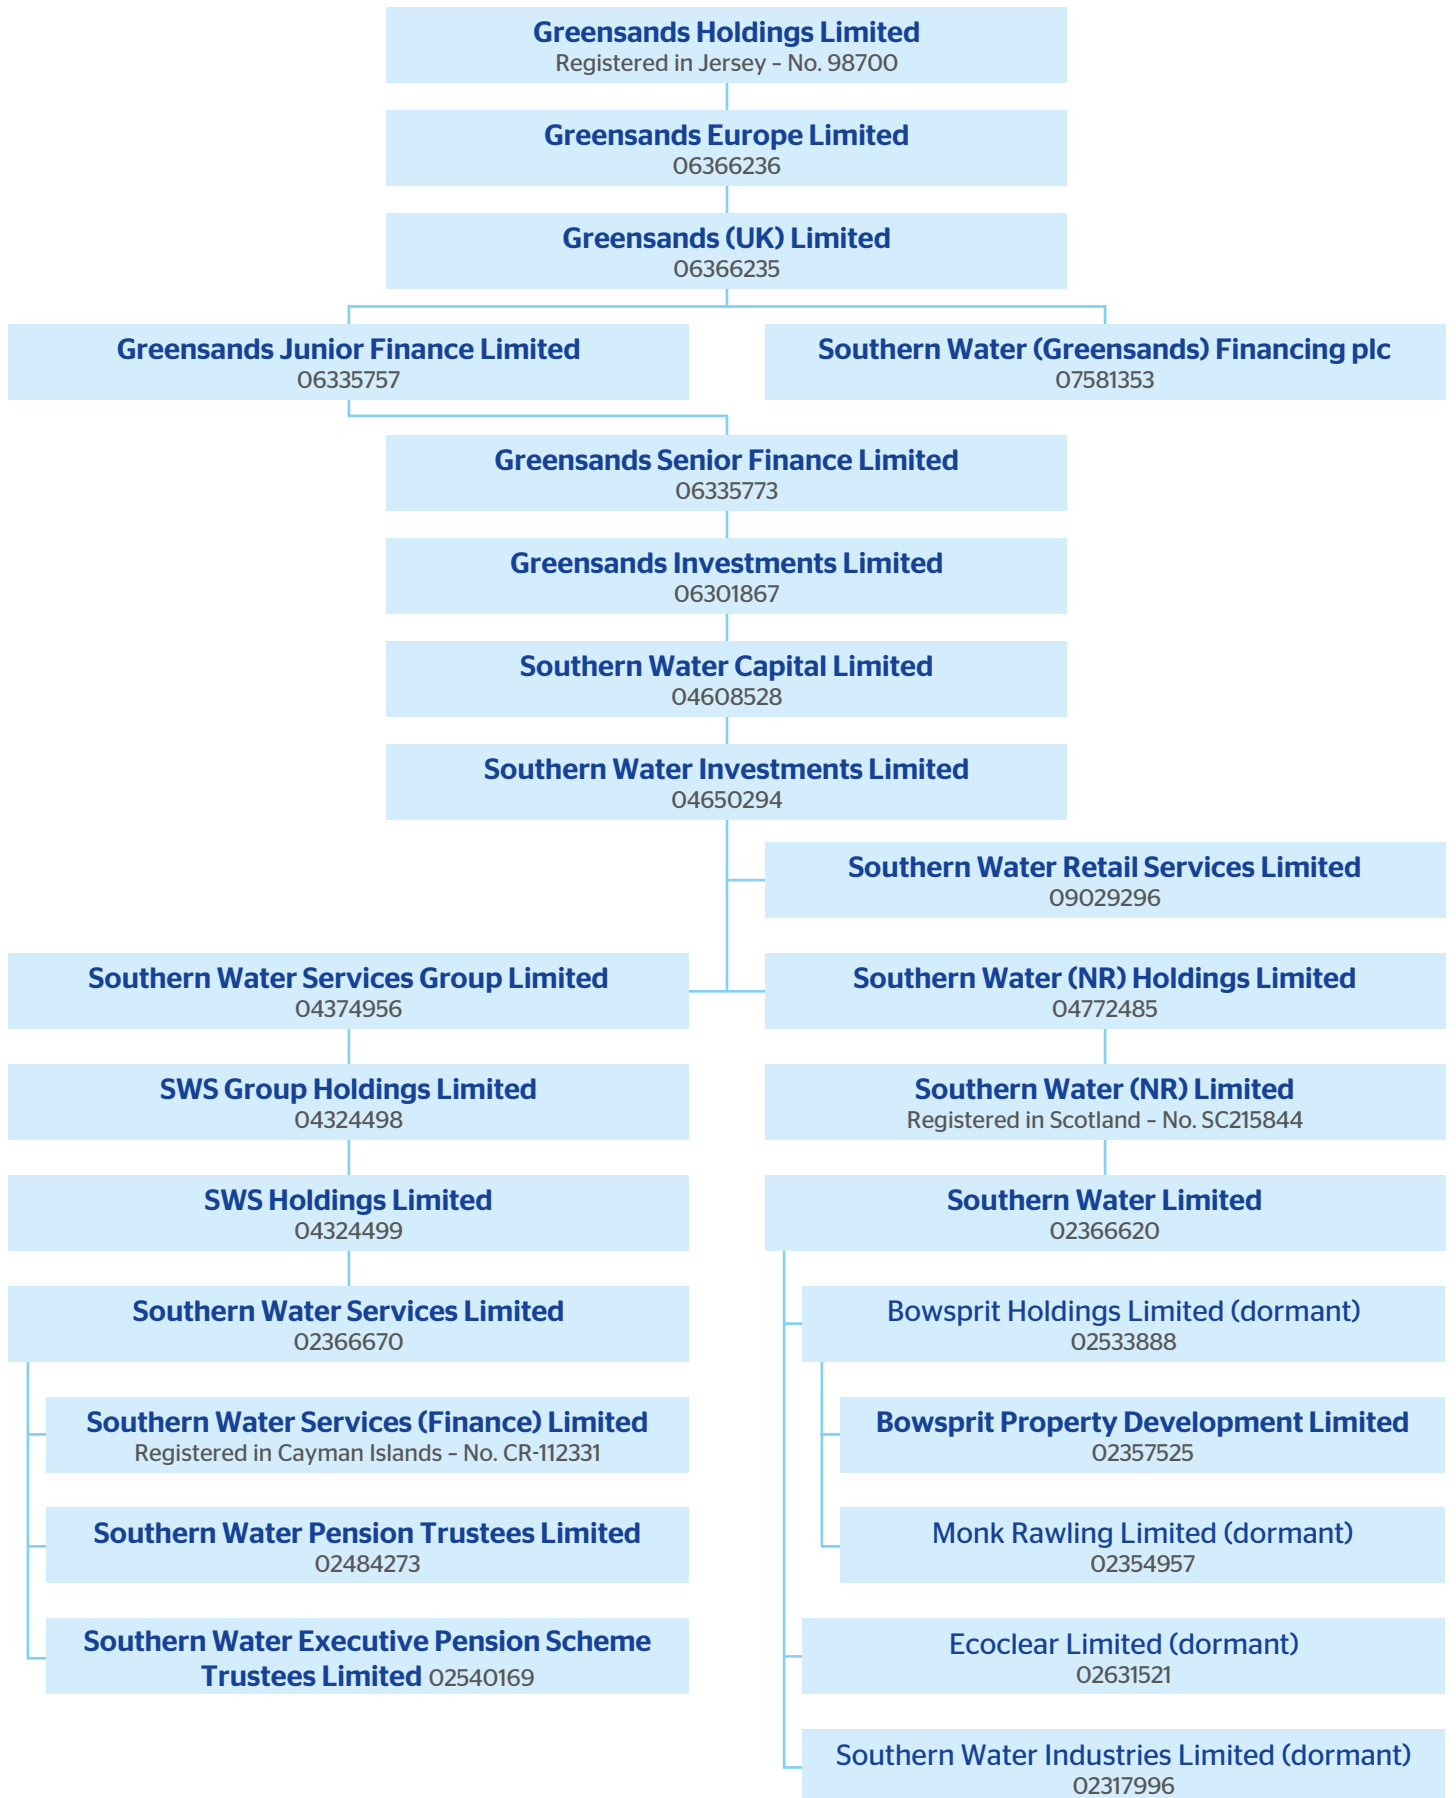 Greensands Holdings Limited
Registered in Jersey – No. 98700
Greensands Europe Limited
06366236
Greensands (UK) Limited
06366235
Greensands Junior Finance Limited
06335757
Southern Water (Greensands) Financing plc
07581353
Greensands Senior Finance Limited
06335773
Greensands Investments Limited
06301867
Southern Water Capital Limited
04608528
Southern Water Investments Limited
04650294
Southern Water Retail Services Limited
09029296
Southern Water Services Group Limited
04374956
Southern Water (NR) Holdings Limited
04772485
SWS Group Holdings Limited
04324498
Southern Water (NR) Limited
Registered in Scotland – No. SC215844
SWS Holdings Limited
04324499
Southern Water Limited
02366620
Southern Water Services Limited
02366670
Bowsprit Holdings Limited (dormant)
02533888
Southern Water Services (Finance) Limited
Registered in Cayman Islands – No. CR-112331
Bowsprit Property Development Limited
02357525
Southern Water Pension Trustees Limited
02484273
Monk Rawling Limited (dormant)
02354957
Southern Water Executive Pension Scheme
Trustees Limited 02540169
Ecoclear Limited (dormant)
02631521
Southern Water Industries Limited (dormant)
02317996